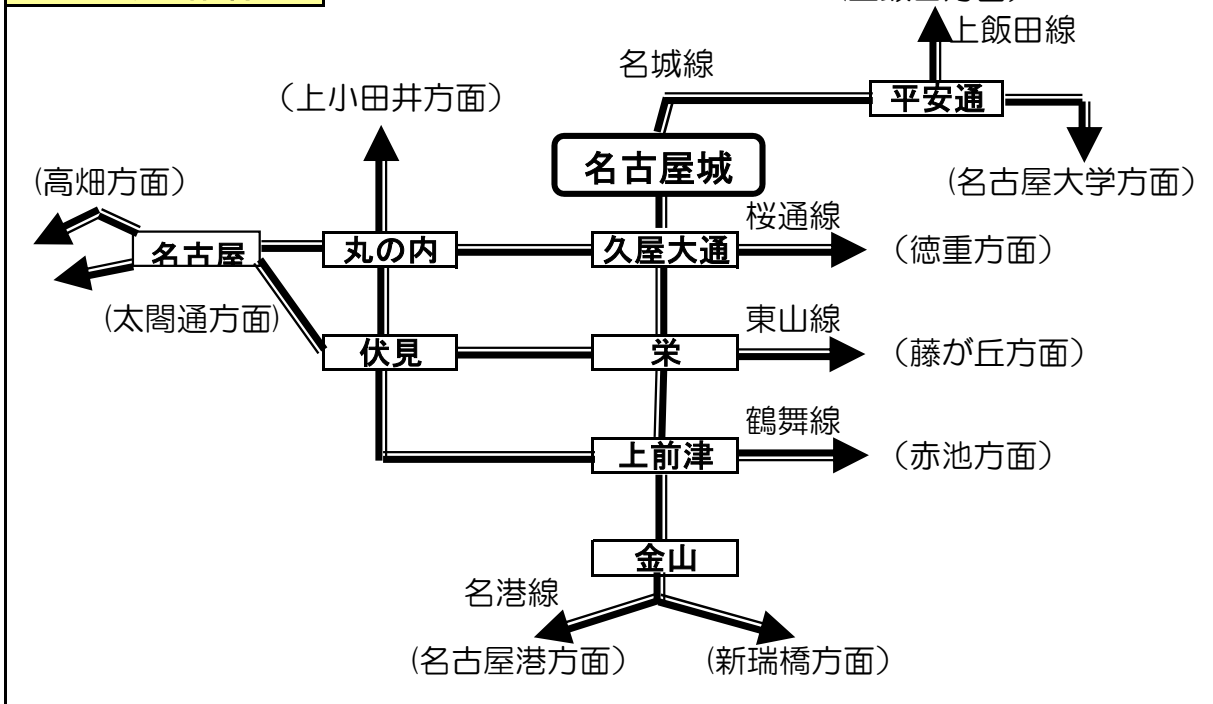 上飯田線
名城線
平安通
（上小田井方面）
名古屋城
(高畑方面）
(名古屋大学方面）
桜通線
名古屋
丸の内
久屋大通
（徳重方面）
(太閤通方面)
東山線
伏見
栄
（藤が丘方面）
鶴舞線
上前津
（赤池方面）
金山
名港線
(名古屋港方面）
(新瑞橋方面）